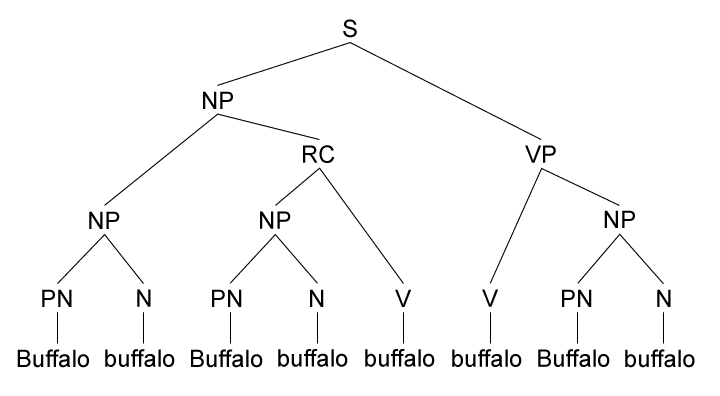 S
NP
RC VP
NP NP NP
PN N PN N V V PN N
Buffalo buffalo Buffalo buffalo buffalo buffalo Buffalo buffalo